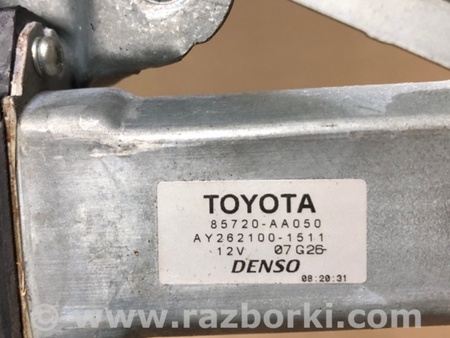 TOYOTA
85720-AA050
AY262100-1511
12V 07G26
DENSO
08:20:31
www.razborki.com